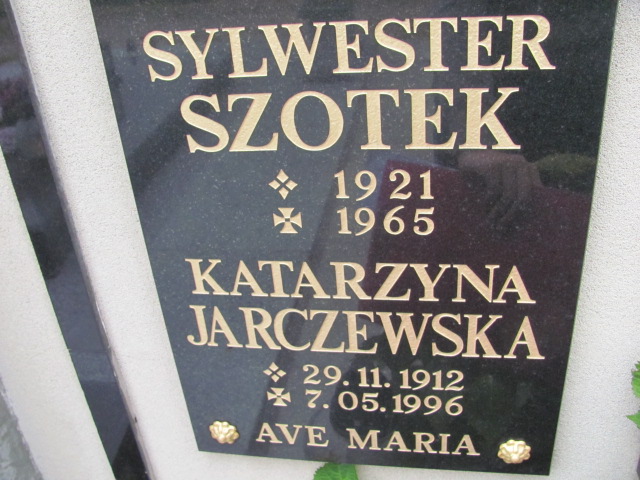 SYLWESTER
SZOTEK
1921
1965
KATARZYNA
JARCZEWSKA
29.11.1912
7.05.1996
AVE MARIA